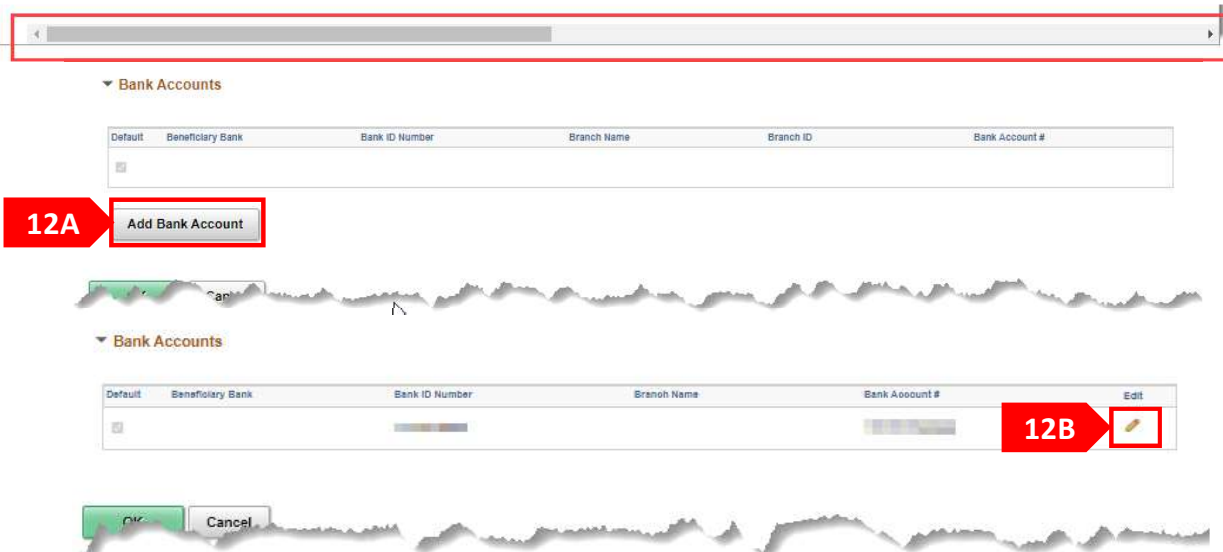 Bank Accounts
Default Beneficiary Bank Bank ID Number Branch Name Branch ID Bank Account #
12A Add Bank Account
Bank Accounts
Default Beneficiary Bank Bank ID Number Branch Name Bank Account # Edit
12B
OK Cancel